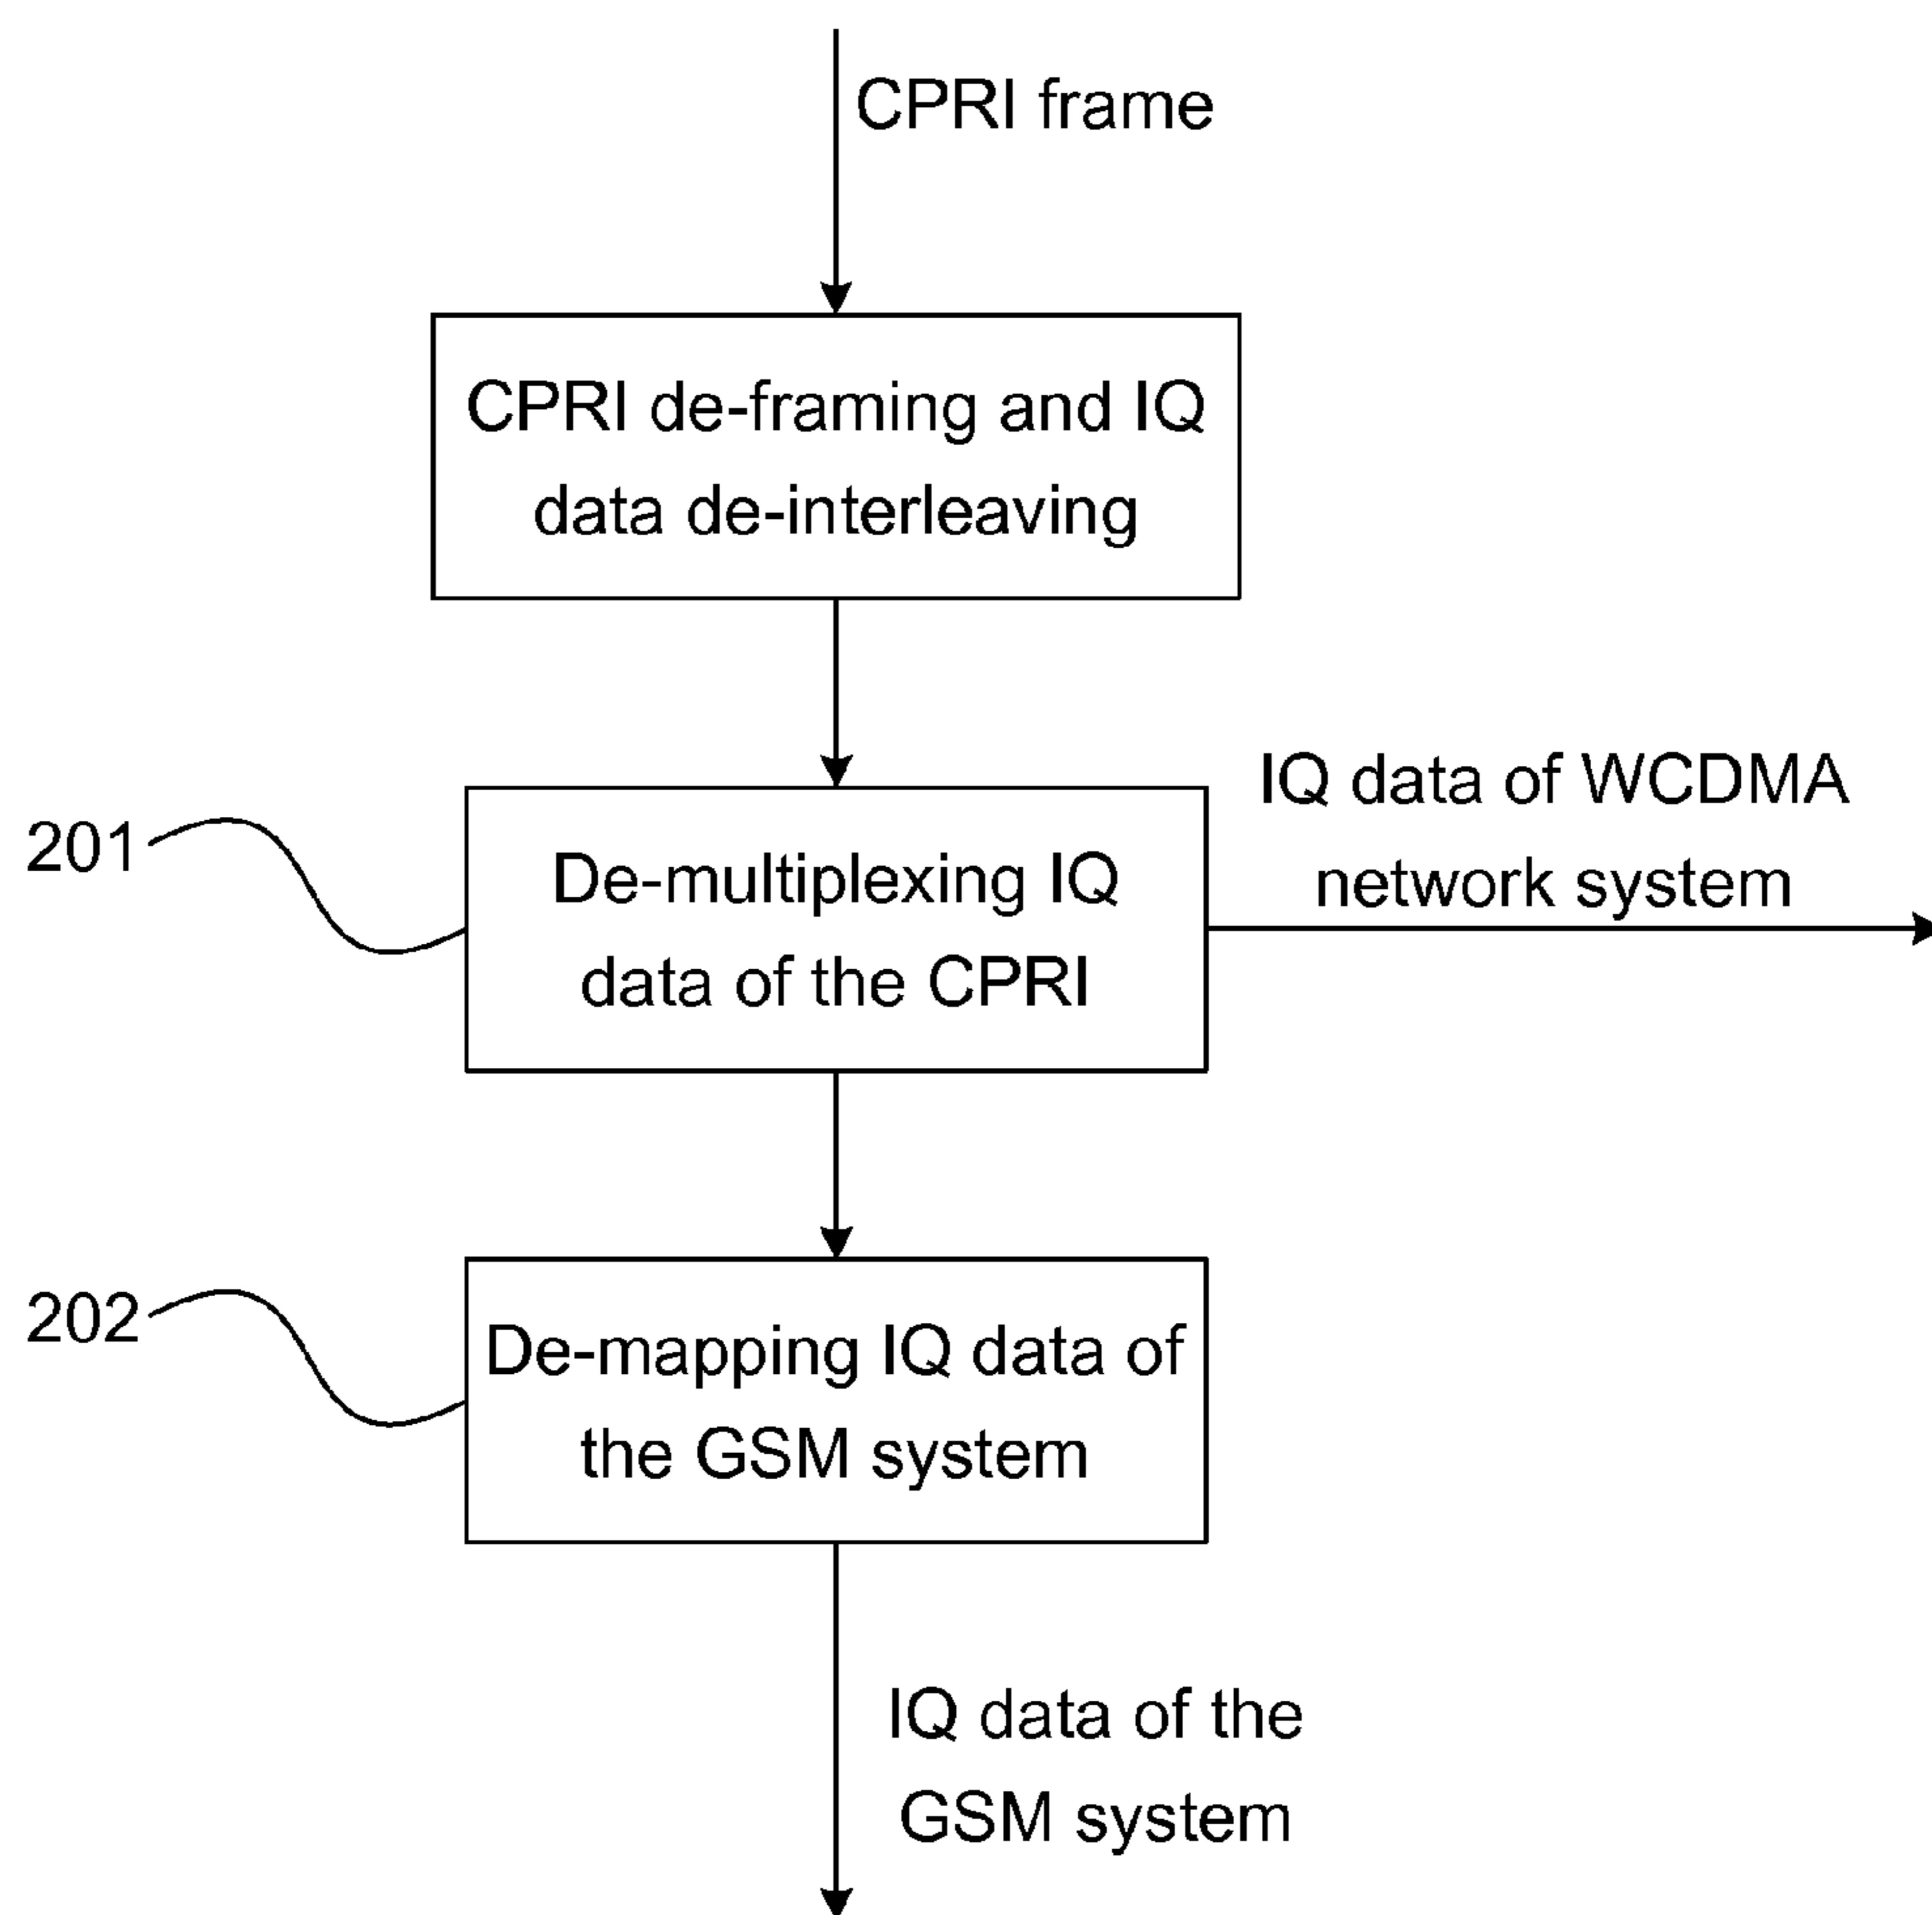 CPRI frame
CPRI de-framing and IQ
data de-interleaving
IQ data of WCDMA
network system
201
De-multiplexing IQ
data of the CPRI
202
De-mapping IQ data of
the GSM system
IQ data of the
GSM system